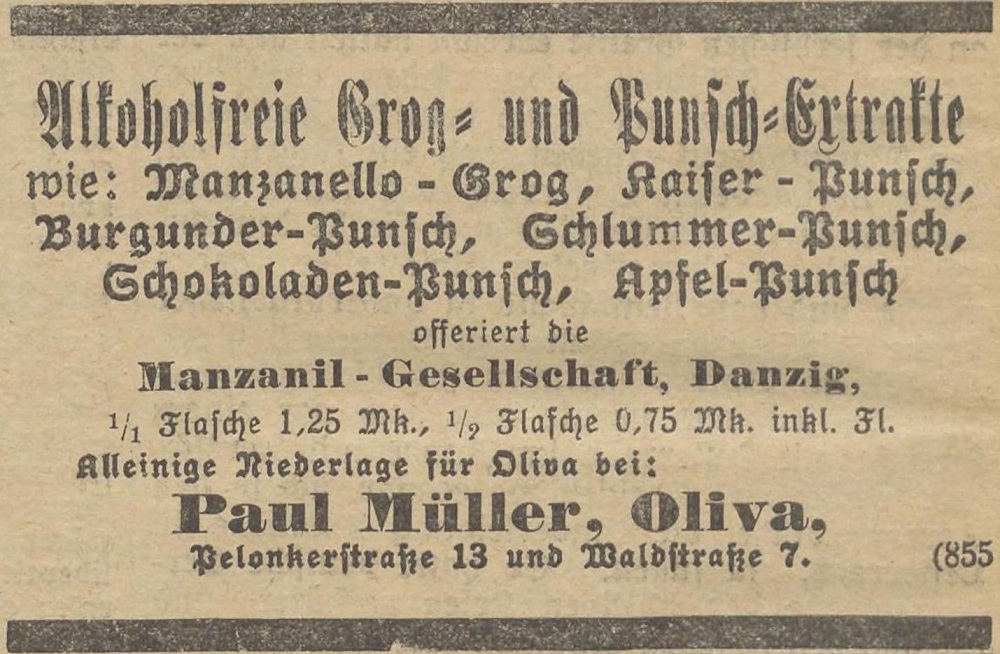 Alkoholfreie Grog- und Punsch-Extrakte
wie: Manzanello - Grog, Kaiser - Punsch,
Burgunder-Punsch, Schlummer-Punsch,
Schokoladen-Punsch, Apfel-Punsch
offeriert die
Manzanil - Gesellschaft, Danzig,
1/1 Flasche 1,25 Mk., 1/2 Flasche 0,75 Mk. inkl. Fl.
Alleinige Niederlage für Oliva bei:
Paul Müller, Oliva,
Pelonkerstraße 13 und Waldstraße 7. (855